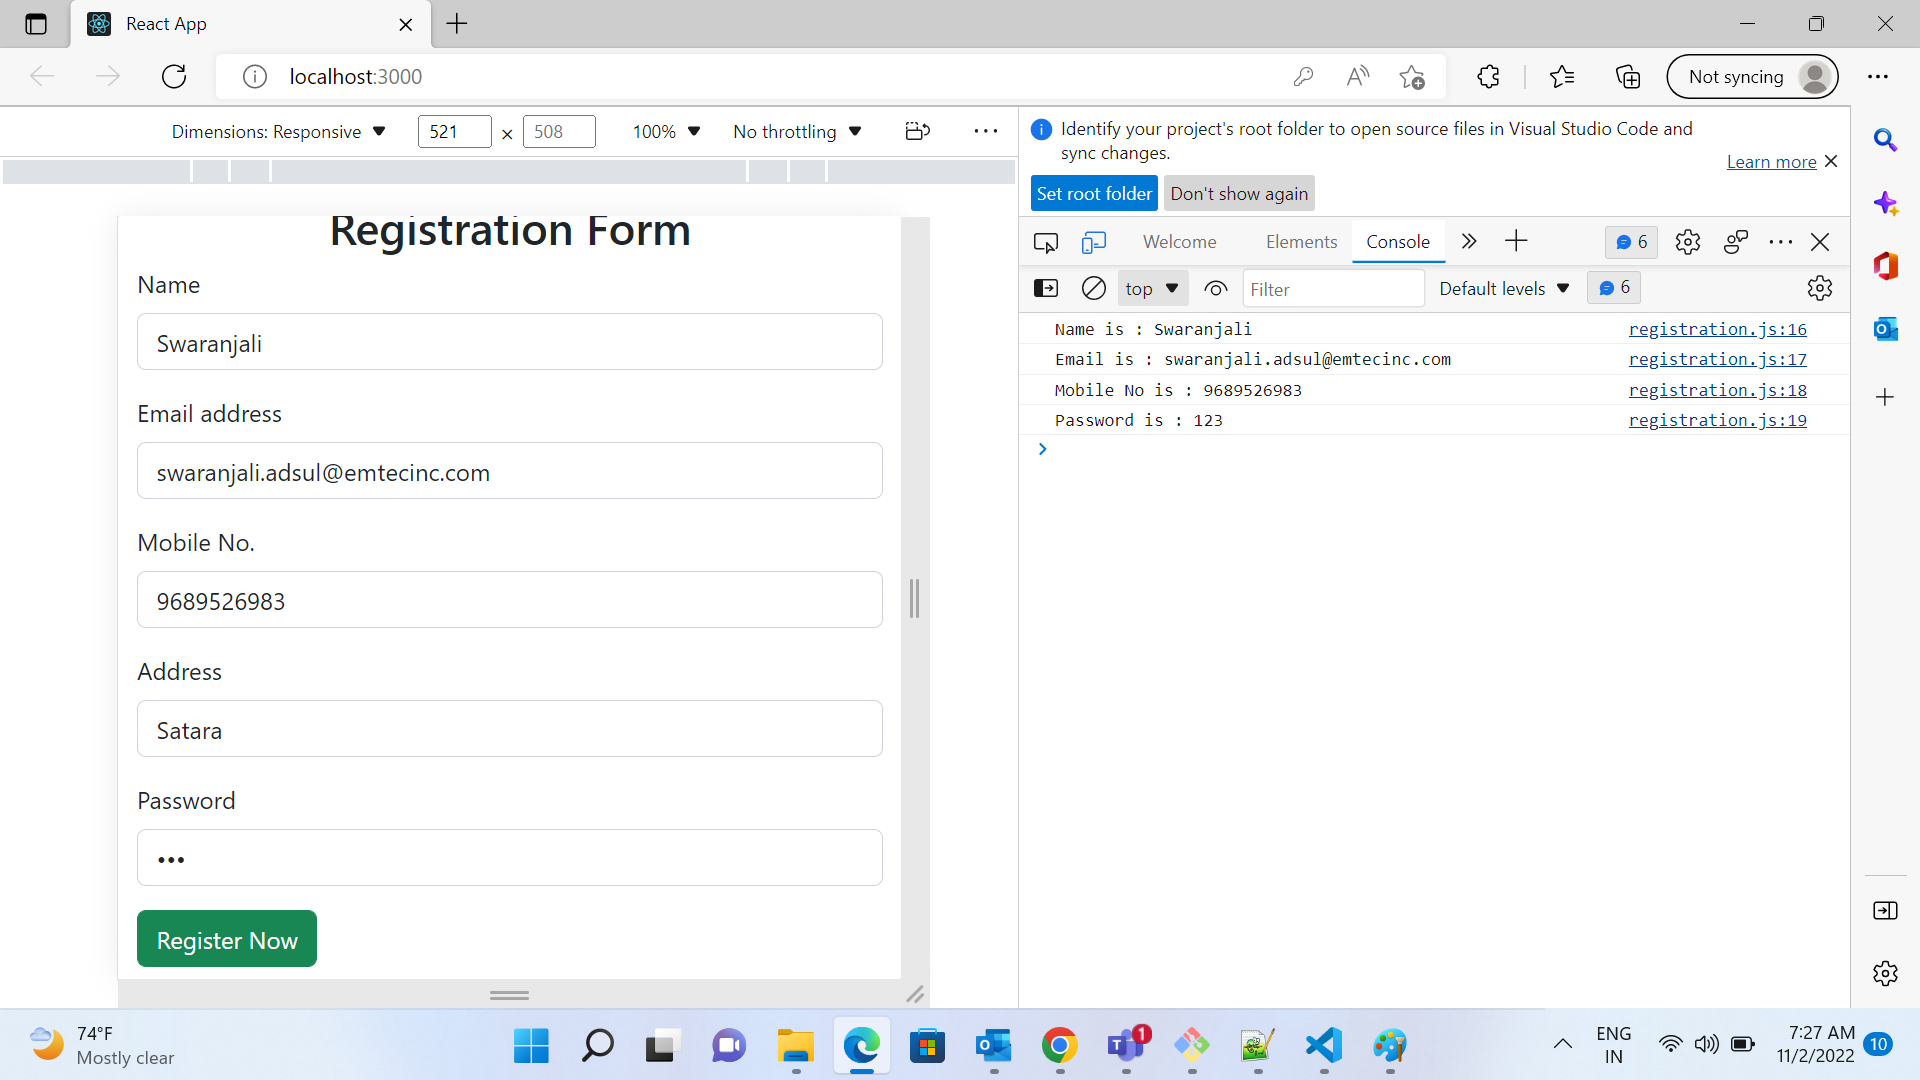 React App
localhost:3000
Not syncing
Dimensions: Responsive
521 × 508
100%
No throttling
Identify your project's root folder to open source files in Visual Studio Code and
sync changes.
Learn more
Set root folder
Don't show again
Welcome
Elements
Console
6
top
Filter
Default levels
6
Name is : Swaranjali registration.js:16
Email is : swaranjali.adsul@emtecinc.com registration.js:17
Mobile No is : 9689526983 registration.js:18
Password is : 123 registration.js:19
Registration Form
Name
Swaranjali
Email address
swaranjali.adsul@emtecinc.com
Mobile No.
9689526983
Address
Satara
Password
•••
Register Now
74°F
Mostly clear
1
ENG
IN
7:27 AM
11/2/2022
10